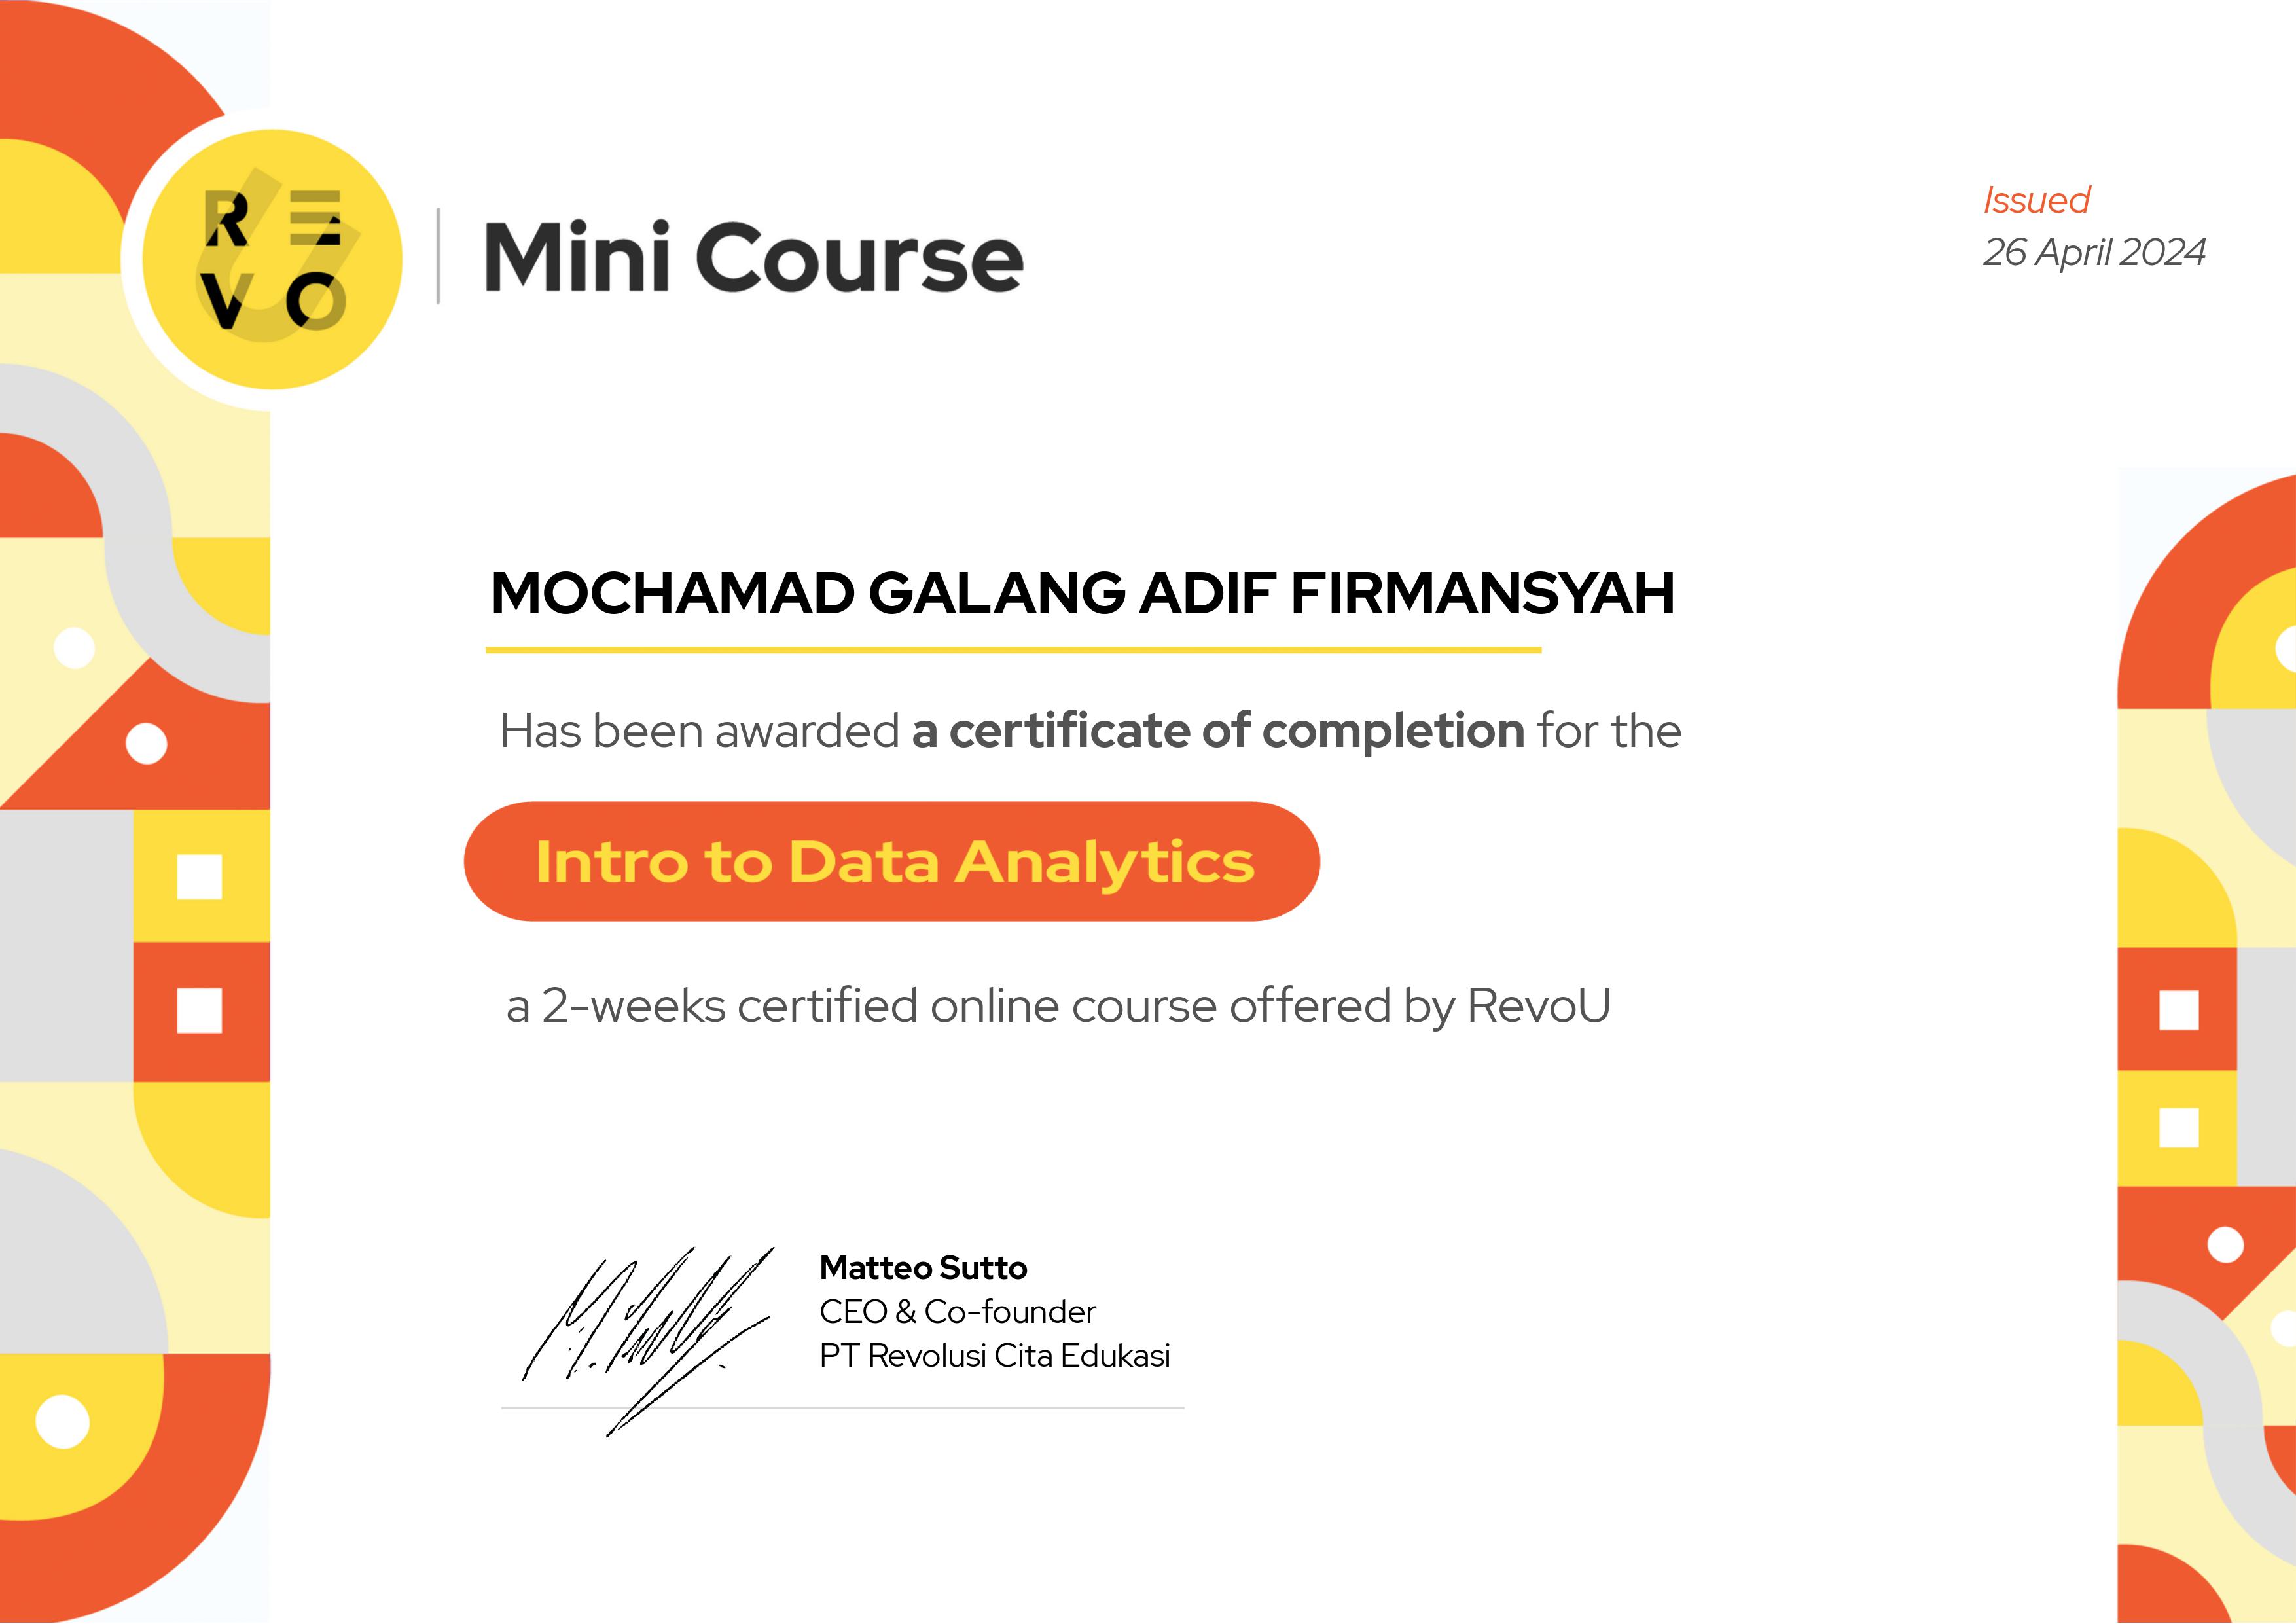 RE
VO
Mini Course
Issued
26 April 2024
MOCHAMAD GALANG ADIF FIRMANSYAH
Has been awarded a certificate of completion for the
Intro to Data Analytics
a 2-weeks certified online course offered by RevoU
Matteo Sutto
CEO & Co-founder
PT Revolusi Cita Edukasi